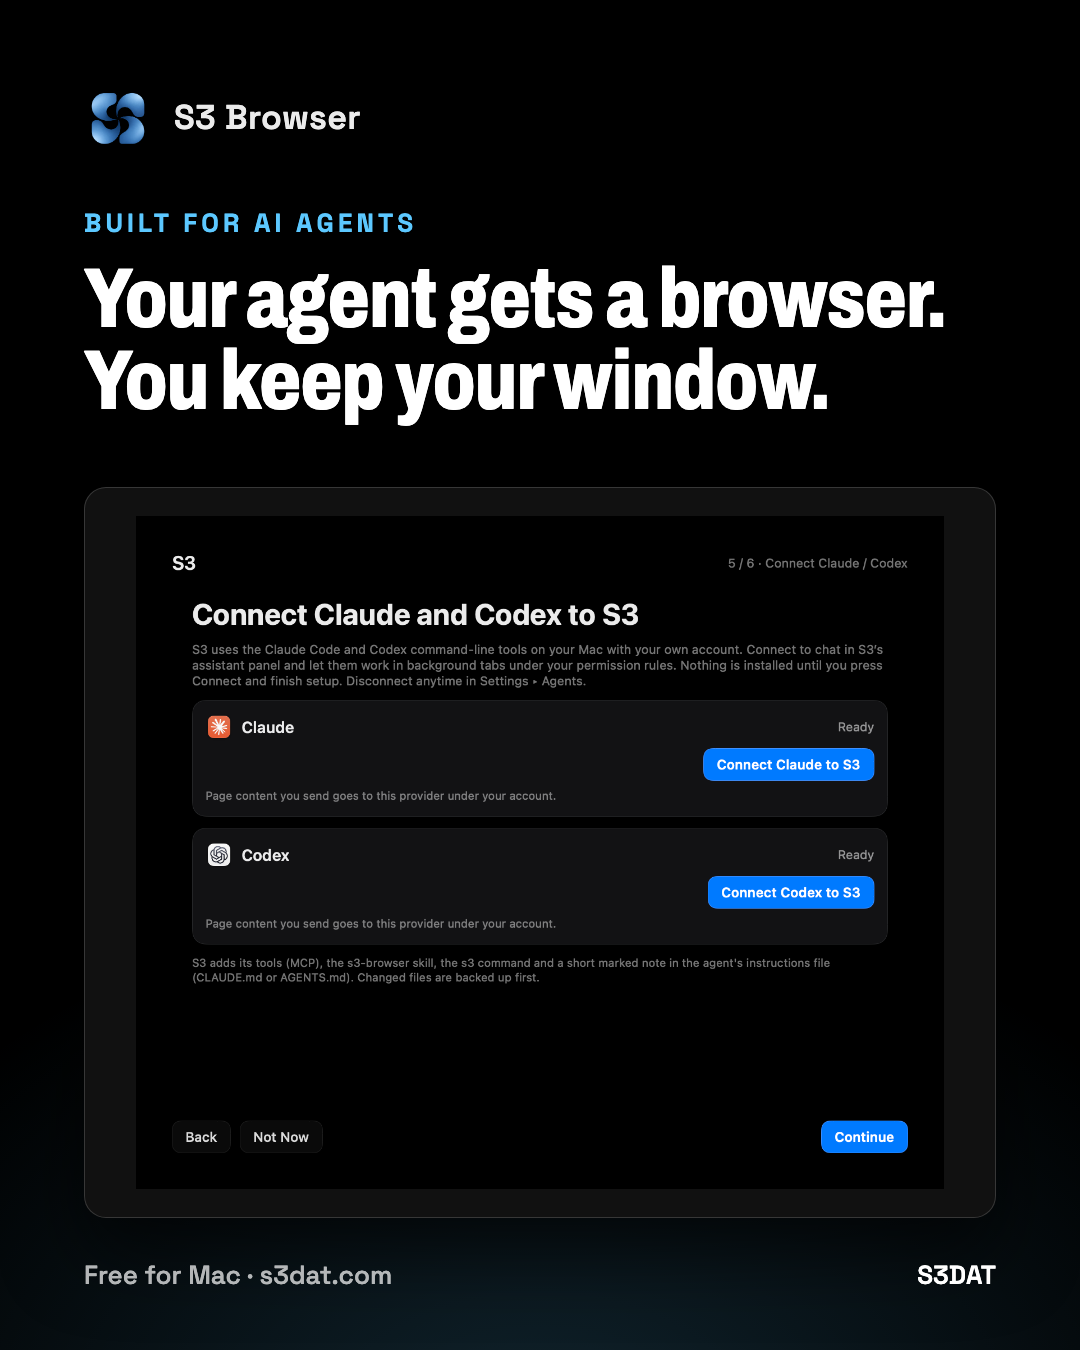 S3 Browser
BUILT FOR AI AGENTS
Your agent gets a browser.
You keep your window.
S3
5 / 6 · Connect Claude / Codex
Connect Claude and Codex to S3
S3 uses the Claude Code and Codex command-line tools on your Mac with your own account. Connect to chat in S3's
assistant panel and let them work in background tabs under your permission rules. Nothing is installed until you press
Connect and finish setup. Disconnect anytime in Settings ▸ Agents.
Claude
Ready
Connect Claude to S3
Page content you send goes to this provider under your account.
Codex
Ready
Connect Codex to S3
Page content you send goes to this provider under your account.
S3 adds its tools (MCP), the s3-browser skill, the s3 command and a short marked note in the agent's instructions file
(CLAUDE.md or AGENTS.md). Changed files are backed up first.
Back
Not Now
Continue
Free for Mac · s3dat.com
S3DAT